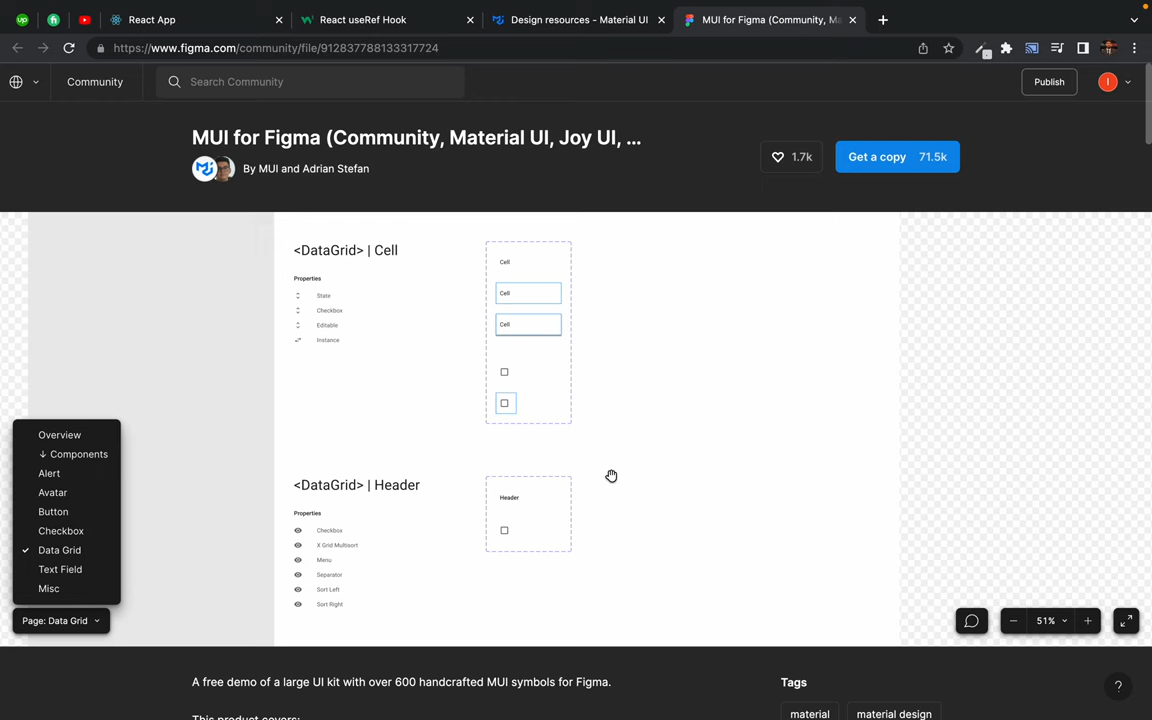 up
React App
React useRef Hook
Design resources - Material UI
MUI for Figma (Community, Ma
https://www.figma.com/community/file/912837788133317724
Community
Search Community
Publish
I
MUI for Figma (Community, Material UI, Joy UI, ...
By MUI and Adrian Stefan
1.7k
Get a copy 71.5k
<DataGrid> | Cell
Properties
State
Checkbox
Editable
Instance
Cell
Cell
Cell
<DataGrid> | Header
Properties
Checkbox
X Grid Multisort
Menu
Separator
Sort Left
Sort Right
Header
Overview
↓ Components
Alert
Avatar
Button
Checkbox
Data Grid
Text Field
Misc
Page: Data Grid
51%
A free demo of a large UI kit with over 600 handcrafted MUI symbols for Figma.
This product covers:
Tags
material
material design
?